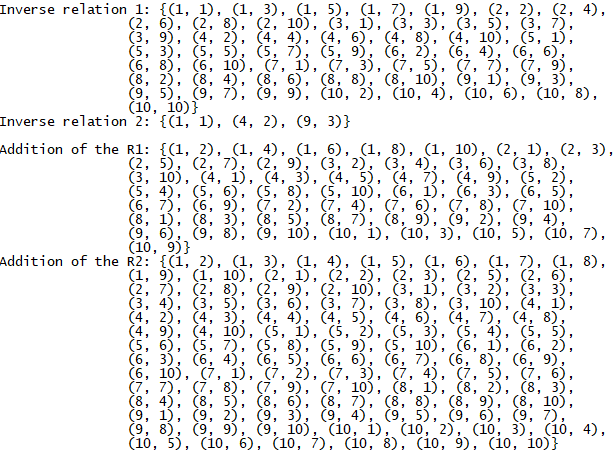 Inverse relation 1: {(1, 1), (1, 3), (1, 5), (1, 7), (1, 9), (2, 2), (2, 4),
(2, 6), (2, 8), (2, 10), (3, 1), (3, 3), (3, 5), (3, 7),
(3, 9), (4, 2), (4, 4), (4, 6), (4, 8), (4, 10), (5, 1),
(5, 3), (5, 5), (5, 7), (5, 9), (6, 2), (6, 4), (6, 6),
(6, 8), (6, 10), (7, 1), (7, 3), (7, 5), (7, 7), (7, 9),
(8, 2), (8, 4), (8, 6), (8, 8), (8, 10), (9, 1), (9, 3),
(9, 5), (9, 7), (9, 9), (10, 2), (10, 4), (10, 6), (10, 8),
(10, 10)}
Inverse relation 2: {(1, 1), (4, 2), (9, 3)}
Addition of the R1: {(1, 2), (1, 4), (1, 6), (1, 8), (1, 10), (2, 1), (2, 3),
(2, 5), (2, 7), (2, 9), (3, 2), (3, 4), (3, 6), (3, 8),
(3, 10), (4, 1), (4, 3), (4, 5), (4, 7), (4, 9), (5, 2),
(5, 4), (5, 6), (5, 8), (5, 10), (6, 1), (6, 3), (6, 5),
(6, 7), (6, 9), (7, 2), (7, 4), (7, 6), (7, 8), (7, 10),
(8, 1), (8, 3), (8, 5), (8, 7), (8, 9), (9, 2), (9, 4),
(9, 6), (9, 8), (9, 10), (10, 1), (10, 3), (10, 5), (10, 7),
(10, 9)}
Addition of the R2: {(1, 2), (1, 3), (1, 4), (1, 5), (1, 6), (1, 7), (1, 8),
(1, 9), (1, 10), (2, 1), (2, 2), (2, 3), (2, 5), (2, 6),
(2, 7), (2, 8), (2, 9), (2, 10), (3, 1), (3, 2), (3, 3),
(3, 4), (3, 5), (3, 6), (3, 7), (3, 8), (3, 10), (4, 1),
(4, 2), (4, 3), (4, 4), (4, 5), (4, 6), (4, 7), (4, 8),
(4, 9), (4, 10), (5, 1), (5, 2), (5, 3), (5, 4), (5, 5),
(5, 6), (5, 7), (5, 8), (5, 9), (5, 10), (6, 1), (6, 2),
(6, 3), (6, 4), (6, 5), (6, 6), (6, 7), (6, 8), (6, 9),
(6, 10), (7, 1), (7, 2), (7, 3), (7, 4), (7, 5), (7, 6),
(7, 7), (7, 8), (7, 9), (7, 10), (8, 1), (8, 2), (8, 3),
(8, 4), (8, 5), (8, 6), (8, 7), (8, 8), (8, 9), (8, 10),
(9, 1), (9, 2), (9, 3), (9, 4), (9, 5), (9, 6), (9, 7),
(9, 8), (9, 9), (9, 10), (10, 1), (10, 2), (10, 3), (10, 4),
(10, 5), (10, 6), (10, 7), (10, 8), (10, 9), (10, 10)}